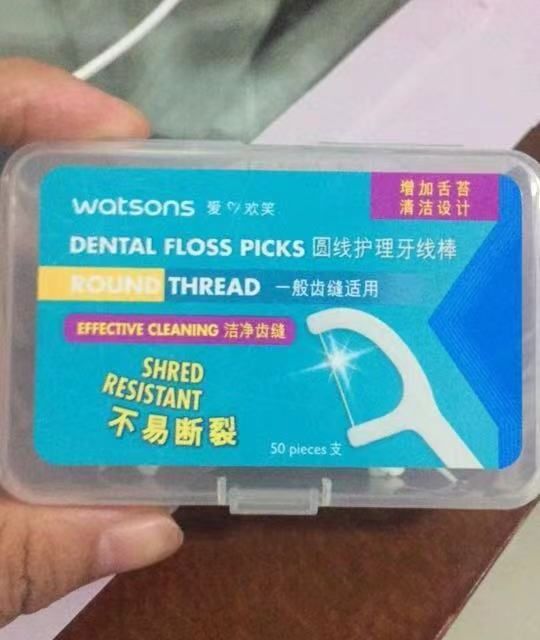 watsons 爱 欢笑
增加舌苔
清洁设计
DENTAL FLOSS PICKS 圆线护理牙线棒
ROUND THREAD 一般齿缝适用
EFFECTIVE CLEANING 洁净齿缝
SHRED
RESISTANT
不易断裂
50 pieces 支